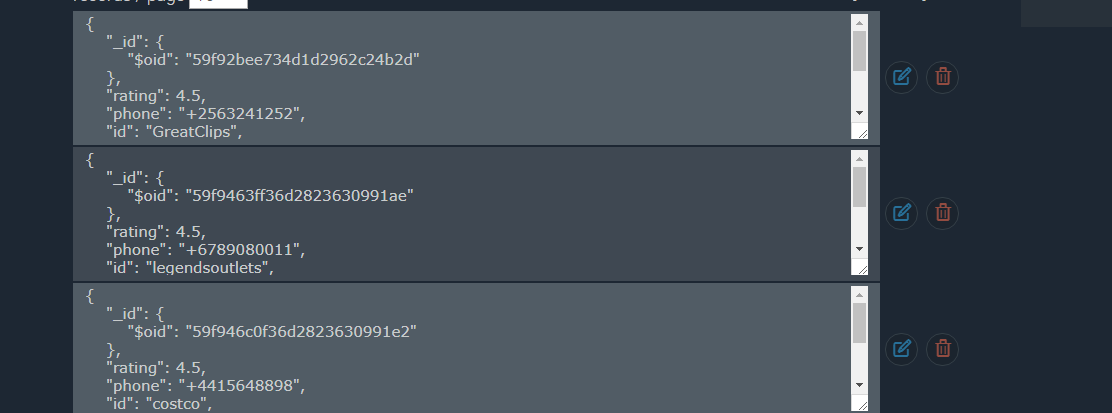 records / page 10
{
"_id": {
"$oid": "59f92bee734d1d2962c24b2d"
},
"rating": 4.5,
"phone": "+2563241252",
"id": "GreatClips",
{
"_id": {
"$oid": "59f9463ff36d2823630991ae"
},
"rating": 4.5,
"phone": "+6789080011",
"id": "legendsoutlets",
{
"_id": {
"$oid": "59f946c0f36d2823630991e2"
},
"rating": 4.5,
"phone": "+4415648898",
"id": "costco",